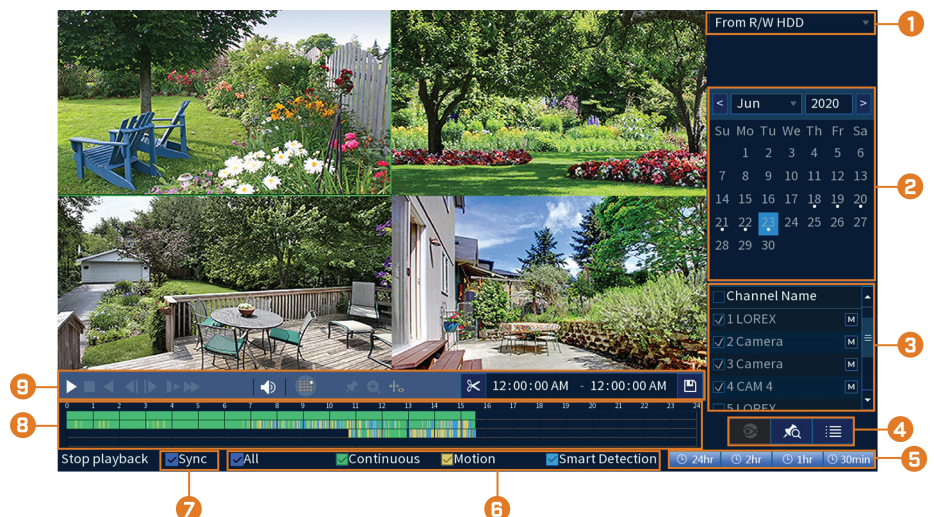 From R/W HDD
1
< Jun 2020 >
Su Mo Tu We Th Fr Sa
1 2 3 4 5 6
7 8 9 10 11 12 13
14 15 16 17 18 19 20
21 22 23 24 25 26 27
28 29 30
2
Channel Name
1 LOREX M
2 Camera M
3 Camera M
4 CAM 4 M
5 LOREX
3
9
12:00:00 AM - 12:00:00 AM
8
0 1 2 3 4 5 6 7 8 9 10 11 12 13 14 15 16 17 18 19 20 21 22 23 24
4
Stop playback Sync All Continuous Motion Smart Detection 24hr 2hr 1hr 30min
5
7
6